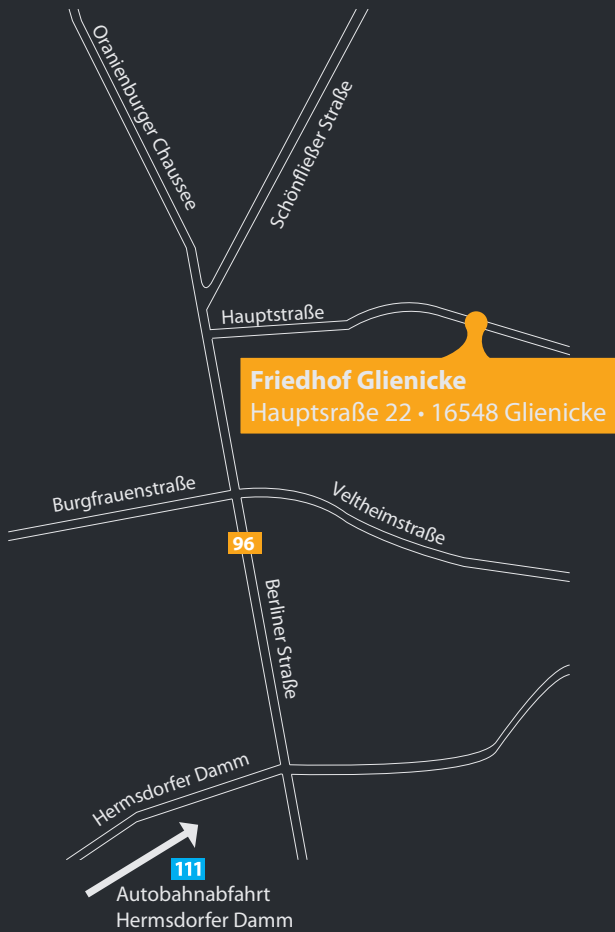 Oranienburger Chaussee
Schönfließer Straße
Hauptstraße
Friedhof Glienicke
Hauptsraße 22 • 16548 Glienicke
Burgfrauenstraße
Veltheimstraße
96
Berliner Straße
Hermsdorfer Damm
111
Autobahnabfahrt
Hermsdorfer Damm